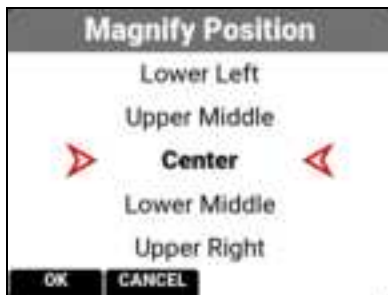 Magnify Position
Lower Left
Upper Middle
Center
Lower Middle
Upper Right
OK CANCEL